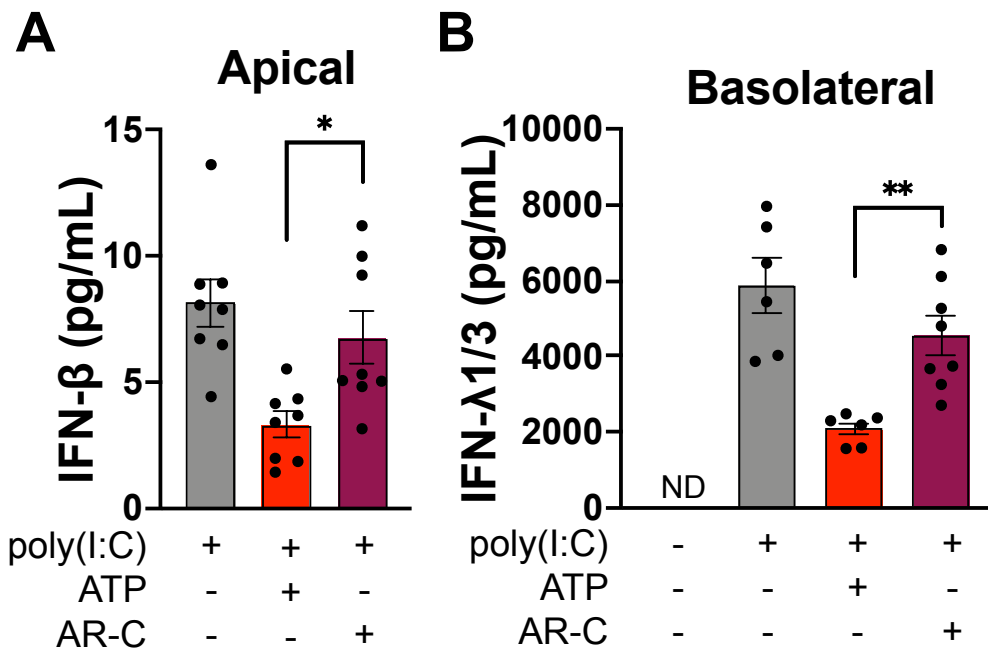 A
Apical
IFN-β (pg/mL)
15
10
5
0
*
poly(I:C) + + +
ATP - + -
AR-C - - +
B
Basolateral
IFN-λ1/3 (pg/mL)
10000
8000
6000
4000
2000
0
ND
**
poly(I:C) - + + +
ATP - - + -
AR-C - - - +